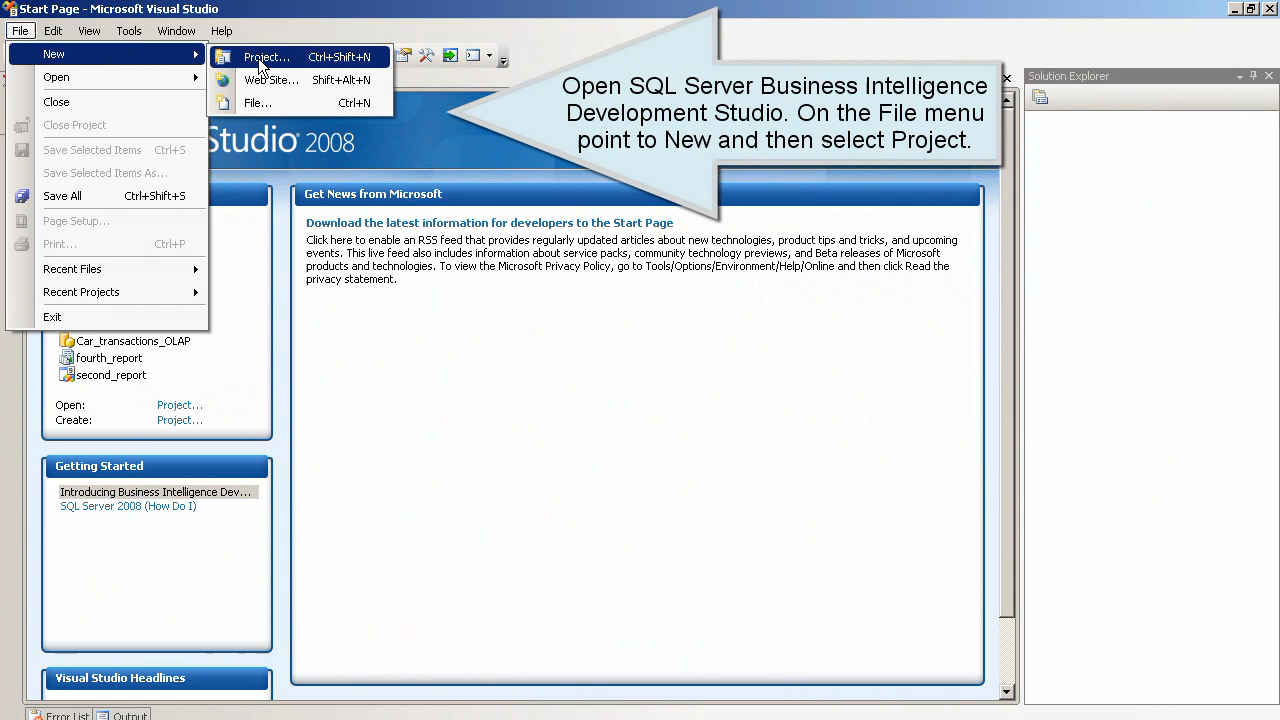 Start Page - Microsoft Visual Studio
File Edit View Tools Window Help
New
Open
Close
Close Project
Save Selected Items Ctrl+S
Save Selected Items As...
Save All Ctrl+Shift+S
Page Setup...
Print... Ctrl+P
Recent Files
Recent Projects
Exit
Project... Ctrl+Shift+N
Web Site... Shift+Alt+N
File... Ctrl+N
Open SQL Server Business Intelligence
Development Studio. On the File menu
point to New and then select Project.
Solution Explorer
Studio 2008
Car_transactions_OLAP
fourth_report
second_report
Open: Project...
Create: Project...
Getting Started
Introducing Business Intelligence Dev...
SQL Server 2008 (How Do I)
Visual Studio Headlines
Get News from Microsoft
Download the latest information for developers to the Start Page
Click here to enable an RSS feed that provides regularly updated articles about new technologies, product tips and tricks, and upcoming
events. This live feed also includes information about service packs, community technology previews, and Beta releases of Microsoft
products and technologies. To view the Microsoft Privacy Policy, go to Tools/Options/Environment/Help/Online and then click Read the
privacy statement.
Error List Output